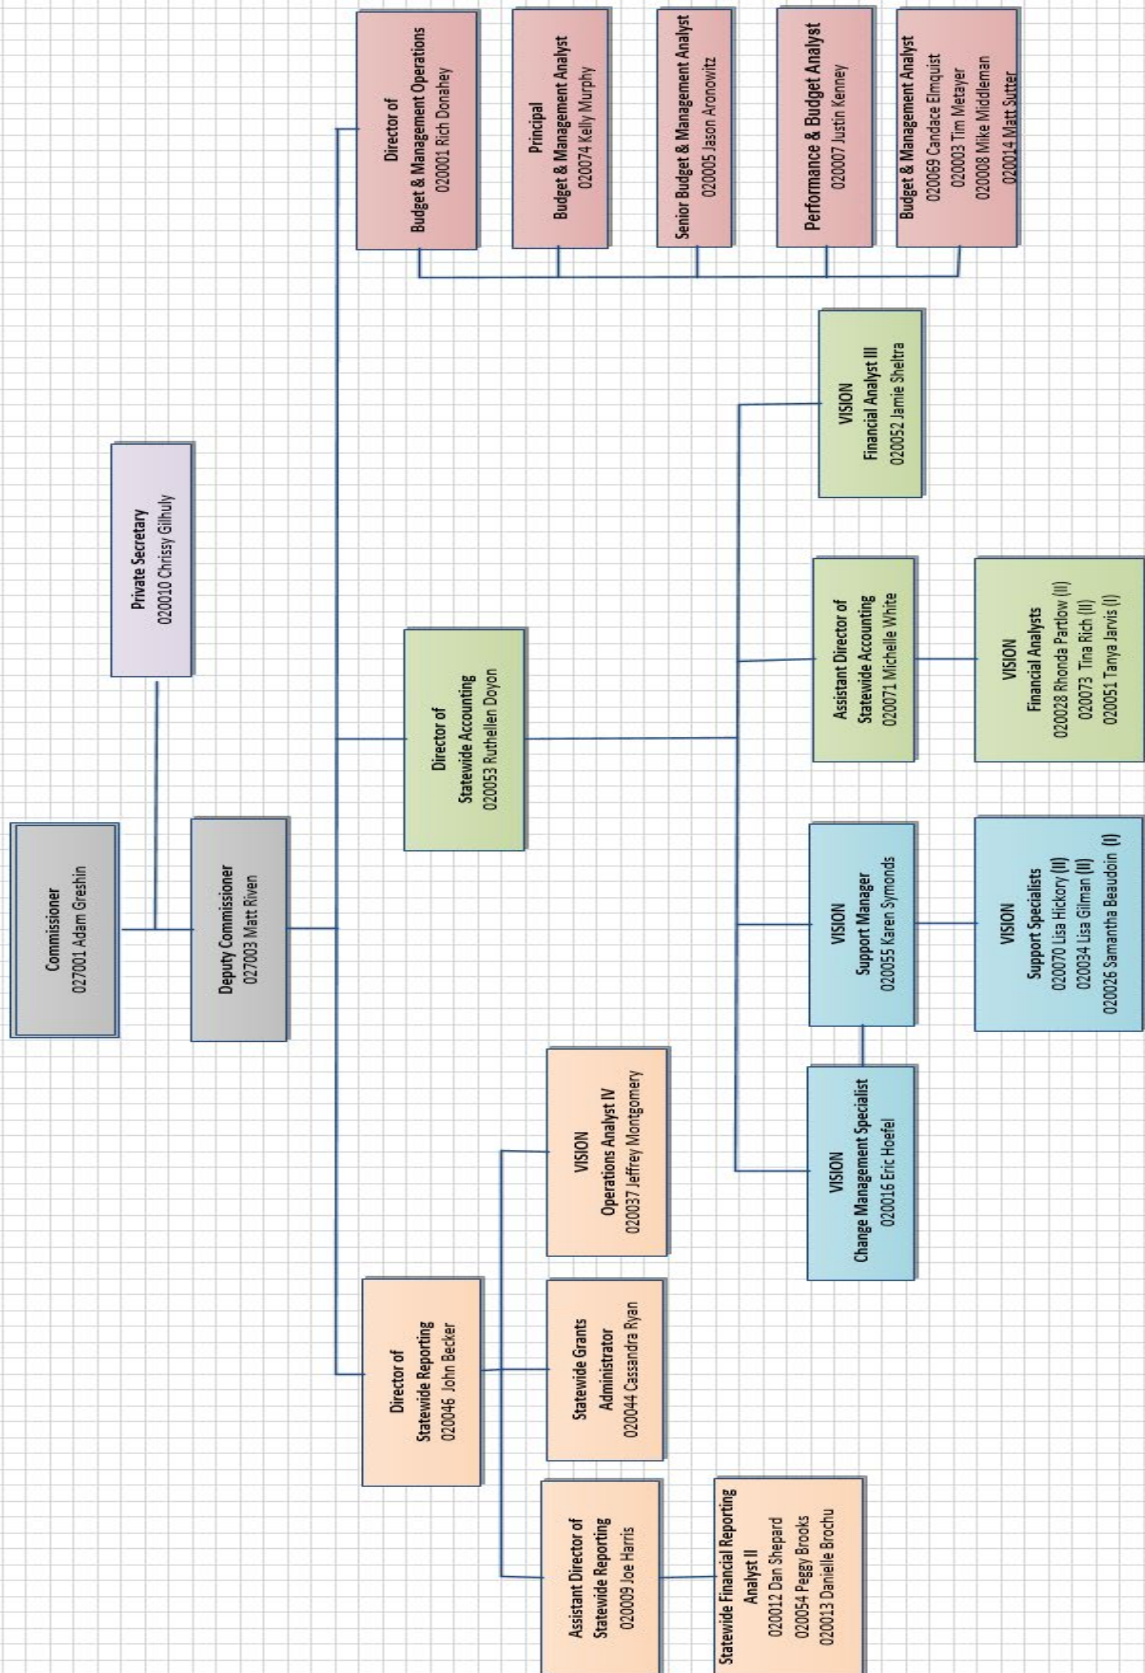 Commissioner
027001 Adam Greshin
Private Secretary
020010 Chrissy Gilhuly
Deputy Commissioner
027003 Matt Riven
Director of
Statewide Reporting
020046 John Becker
Director of
Statewide Accounting
020053 Ruthellen Doyon
Director of
Budget & Management Operations
020001 Rich Donahey
Principal
Budget & Management Analyst
020074 Kelly Murphy
Senior Budget & Management Analyst
020005 Jason Aronowitz
Performance & Budget Analyst
020007 Justin Kenney
Budget & Management Analyst
020069 Candace Elmquist
020003 Tim Metayer
020008 Mike Middleman
020014 Matt Sutter
Assistant Director of
Statewide Reporting
020009 Joe Harris
Statewide Grants
Administrator
020044 Cassandra Ryan
VISION
Operations Analyst IV
020037 Jeffrey Montgomery
Statewide Financial Reporting
Analyst II
020012 Dan Shepard
020054 Peggy Brooks
020013 Danielle Brochu
VISION
Change Management Specialist
020016 Eric Hoefel
VISION
Support Manager
020055 Karen Symonds
Assistant Director of
Statewide Accounting
020071 Michelle White
VISION
Financial Analyst III
020052 Jamie Sheltra
VISION
Support Specialists
020070 Lisa Hickory (II)
020034 Lisa Gilman (II)
020026 Samantha Beaudoin (I)
VISION
Financial Analysts
020028 Rhonda Partlow (II)
020073 Tina Rich (II)
020051 Tanya Jarvis (I)